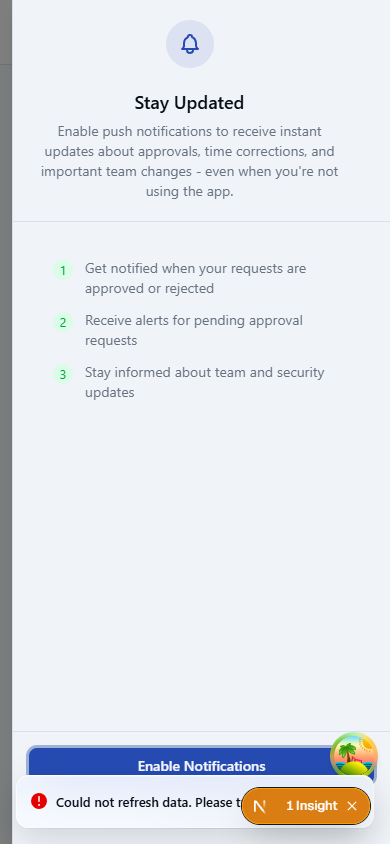 Stay Updated
Enable push notifications to receive instant
updates about approvals, time corrections, and
important team changes - even when you're not
using the app.
1 Get notified when your requests are
approved or rejected
2 Receive alerts for pending approval
requests
3 Stay informed about team and security
updates
Enable Notifications
Could not refresh data. Please
N 1 Insight